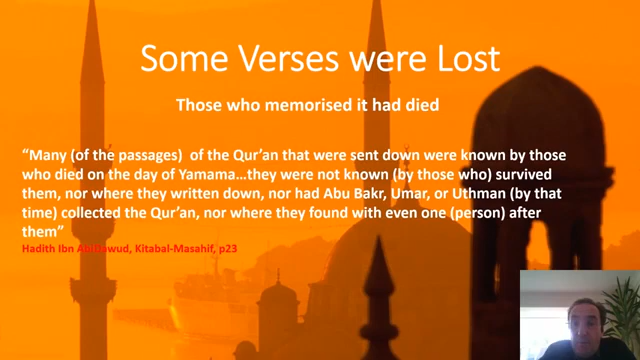 Some Verses were Lost
Those who memorised it had died
“Many (of the passages) of the Qur’an that were sent down were known by those
who died on the day of Yamama…they were not known (by those who) survived
them, nor where they written down, nor had Abu Bakr, Umar, or Uthman (by that
time) collected the Qur’an, nor where they found with even one (person) after
them”
Hadith Ibn Abi Dawud, Kitabal-Masahif, p23